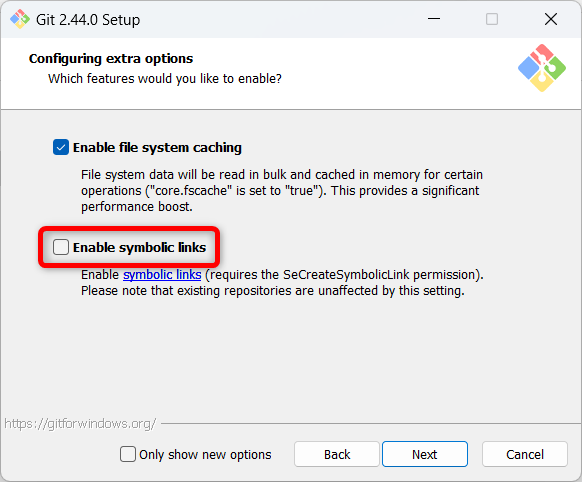 Git 2.44.0 Setup
Configuring extra options
Which features would you like to enable?
Enable file system caching
File system data will be read in bulk and cached in memory for certain
operations ("core.fscache" is set to "true"). This provides a significant
performance boost.
Enable symbolic links
Enable symbolic links (requires the SeCreateSymbolicLink permission).
Please note that existing repositories are unaffected by this setting.
https://gitforwindows.org/
Only show new options
Back
Next
Cancel